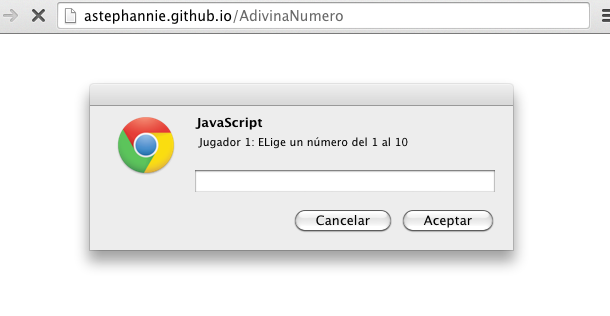 astephannie.github.io/AdivinaNumero
JavaScript
Jugador 1: ELige un número del 1 al 10
Cancelar
Aceptar